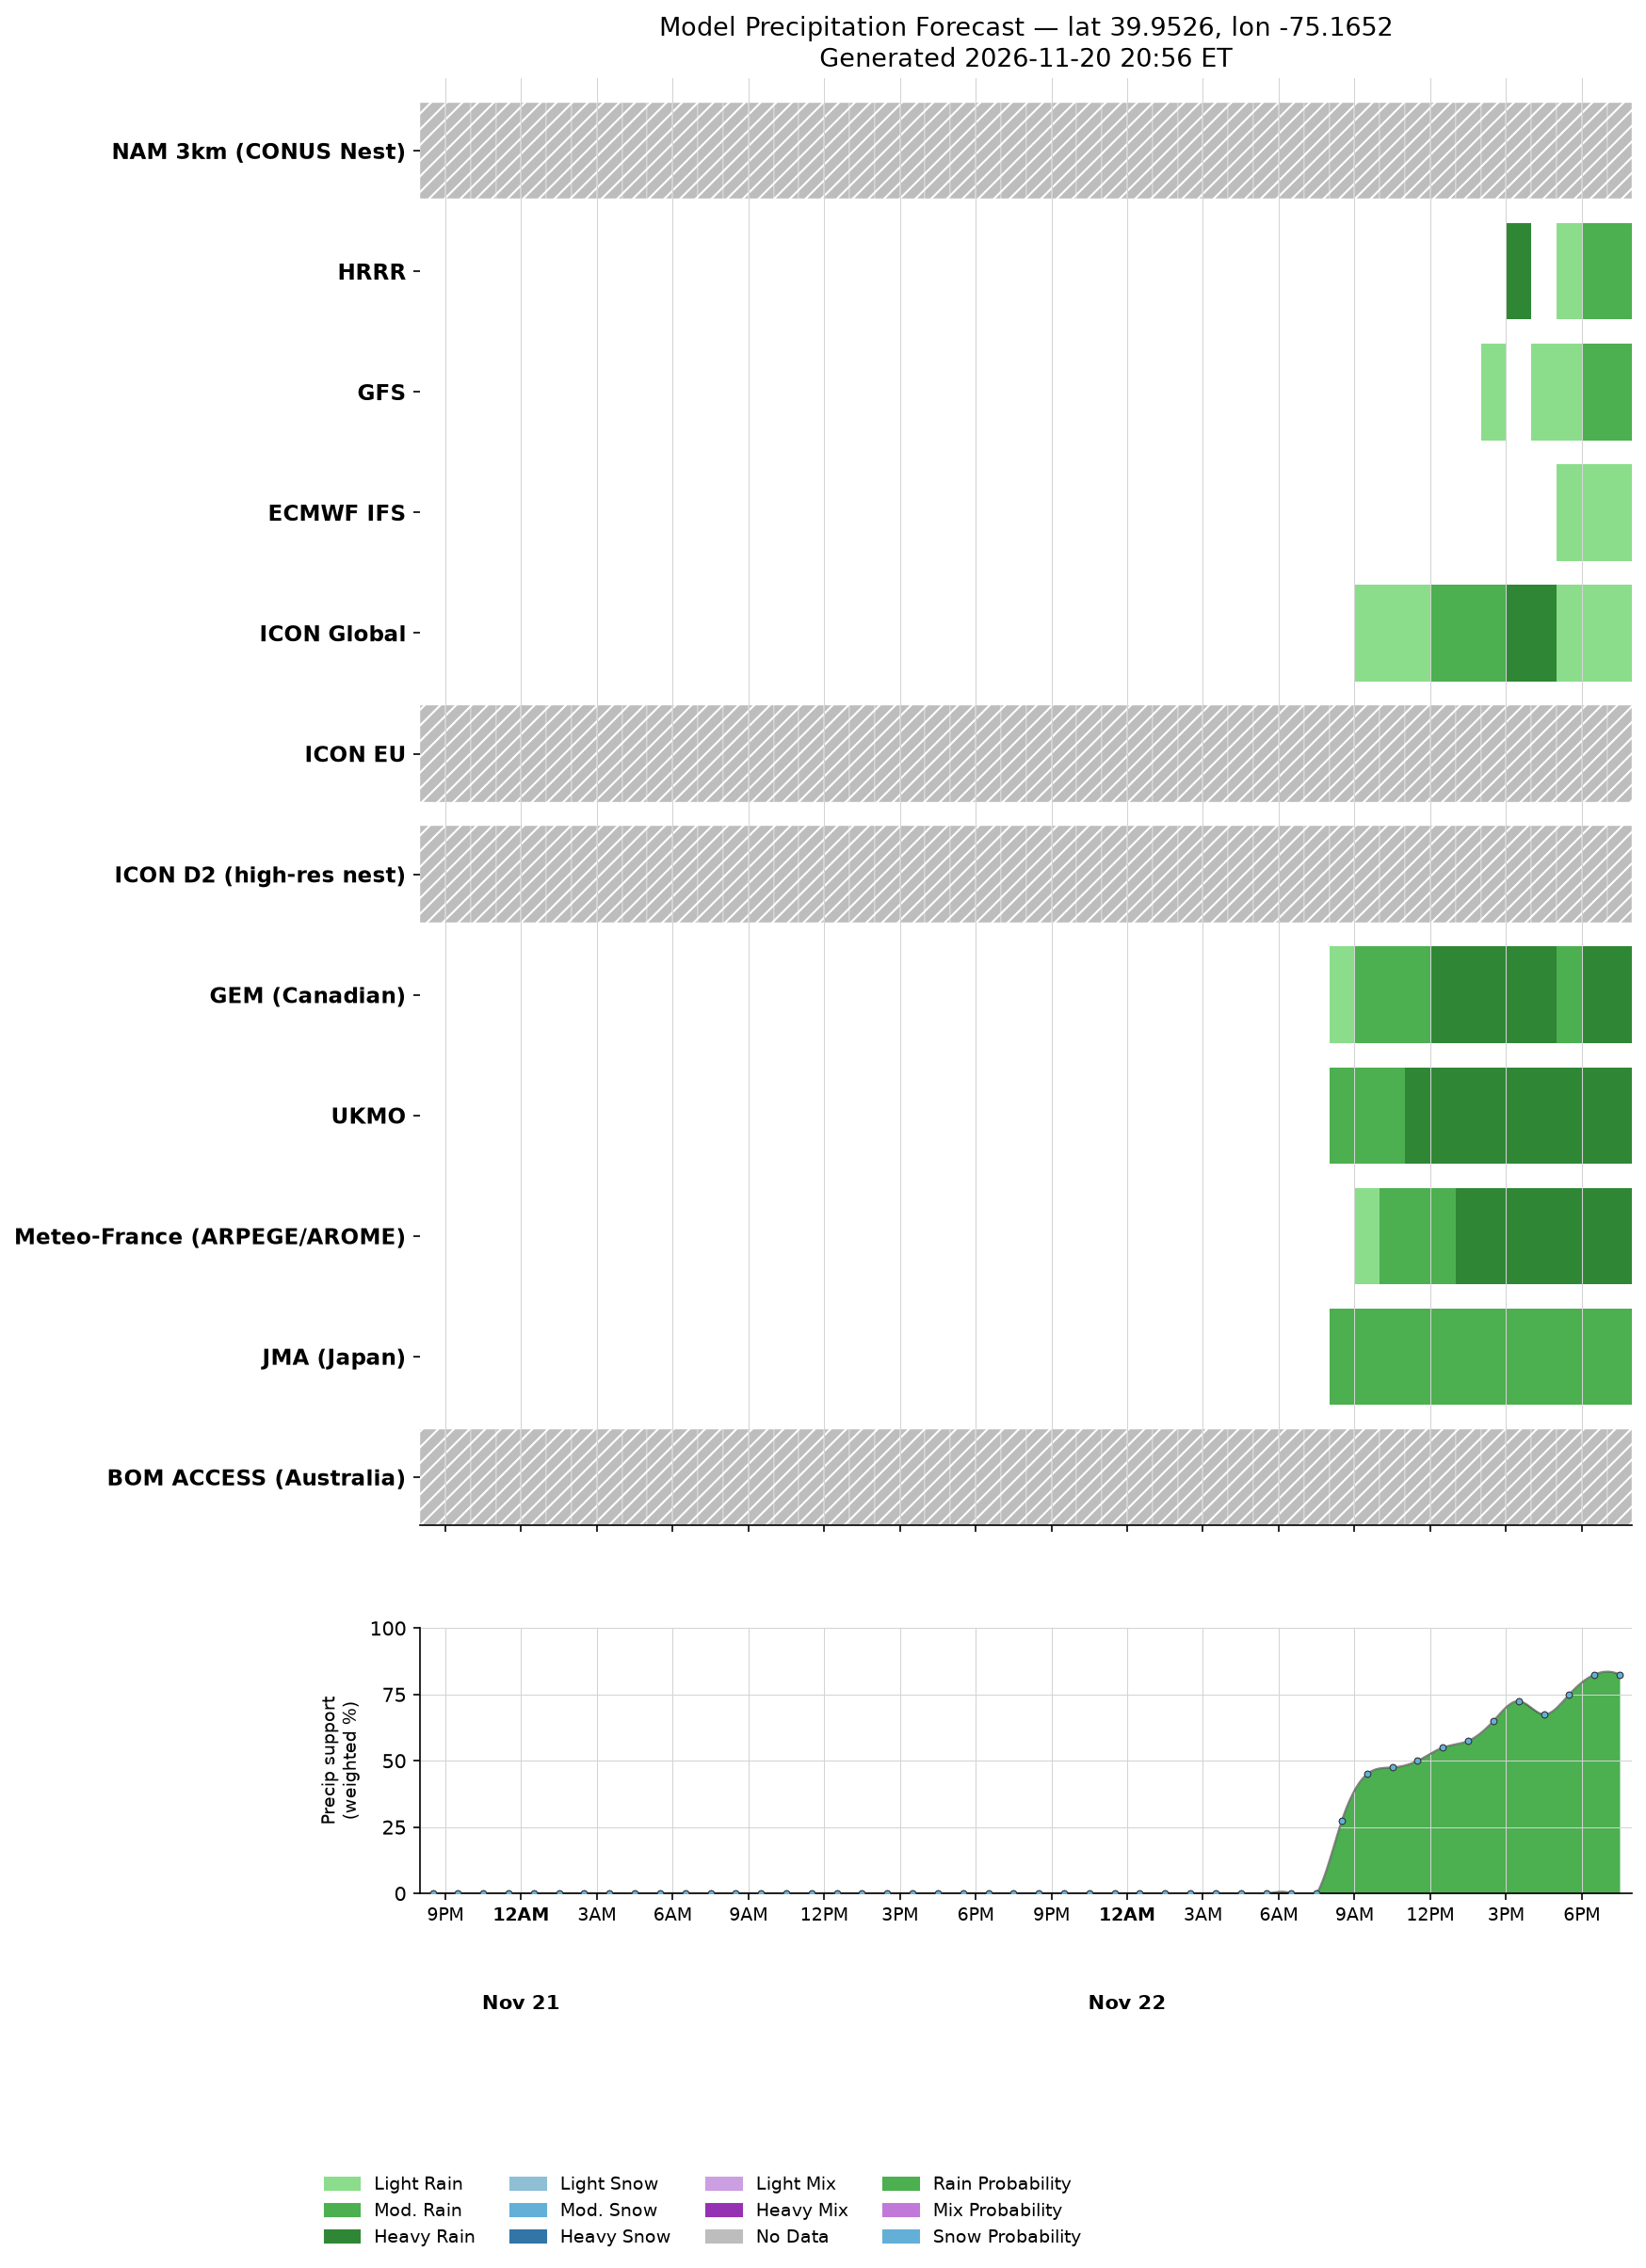 Model Precipitation Forecast — lat 39.9526, lon -75.1652
Generated 2026-11-20 20:56 ET
NAM 3km (CONUS Nest)
HRRR
GFS
ECMWF IFS
ICON Global
ICON EU
ICON D2 (high-res nest)
GEM (Canadian)
UKMO
Meteo-France (ARPEGE/AROME)
JMA (Japan)
BOM ACCESS (Australia)
Precip support
(weighted %)
100
75
50
25
0
9PM 12AM 3AM 6AM 9AM 12PM 3PM 6PM 9PM 12AM 3AM 6AM 9AM 12PM 3PM 6PM
Nov 21 Nov 22
Light Rain Light Snow Light Mix Rain Probability
Mod. Rain Mod. Snow Heavy Mix Mix Probability
Heavy Rain Heavy Snow No Data Snow Probability